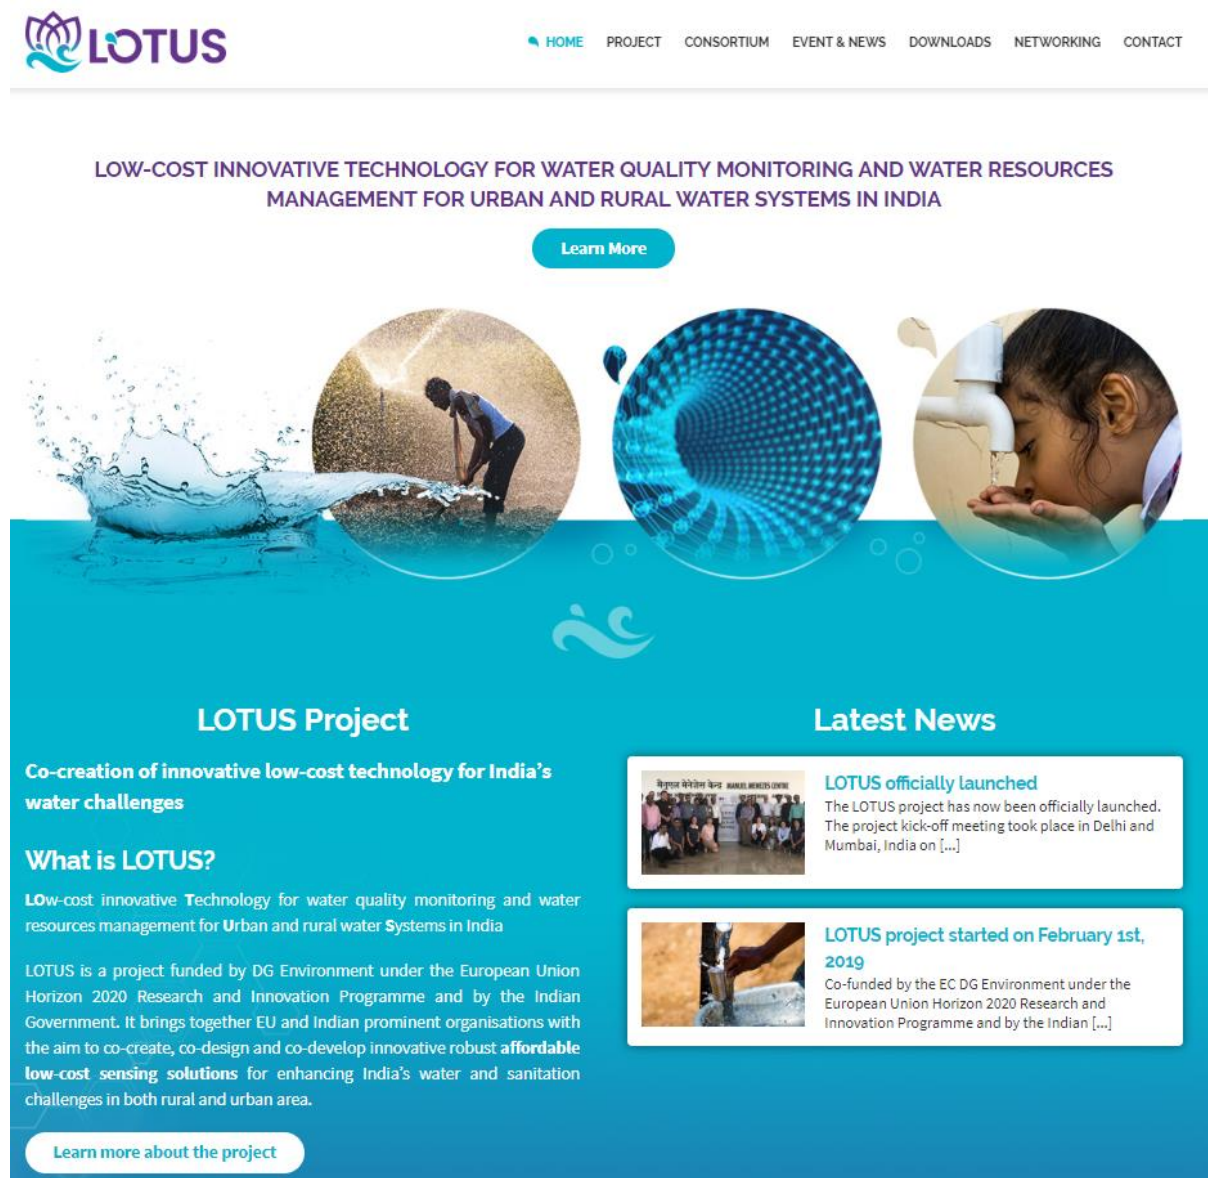 LOTUS
HOME PROJECT CONSORTIUM EVENT & NEWS DOWNLOADS NETWORKING CONTACT
LOW-COST INNOVATIVE TECHNOLOGY FOR WATER QUALITY MONITORING AND WATER RESOURCES
MANAGEMENT FOR URBAN AND RURAL WATER SYSTEMS IN INDIA
Learn More
LOTUS Project
Co-creation of innovative low-cost technology for India's
water challenges
What is LOTUS?
LOw-cost innovative Technology for water quality monitoring and water
resources management for Urban and rural water Systems in India
LOTUS is a project funded by DG Environment under the European Union
Horizon 2020 Research and Innovation Programme and by the Indian
Government. It brings together EU and Indian prominent organisations with
the aim to co-create, co-design and co-develop innovative robust affordable
low-cost sensing solutions for enhancing India's water and sanitation
challenges in both rural and urban area.
Learn more about the project
Latest News
मैनुएल मेनेजेस केन्द्र MANUEL MENEZES CENTRE
LOTUS officially launched
The LOTUS project has now been officially launched.
The project kick-off meeting took place in Delhi and
Mumbai, India on [...]
LOTUS project started on February 1st,
2019
Co-funded by the EC DG Environment under the
European Union Horizon 2020 Research and
Innovation Programme and by the Indian [...]